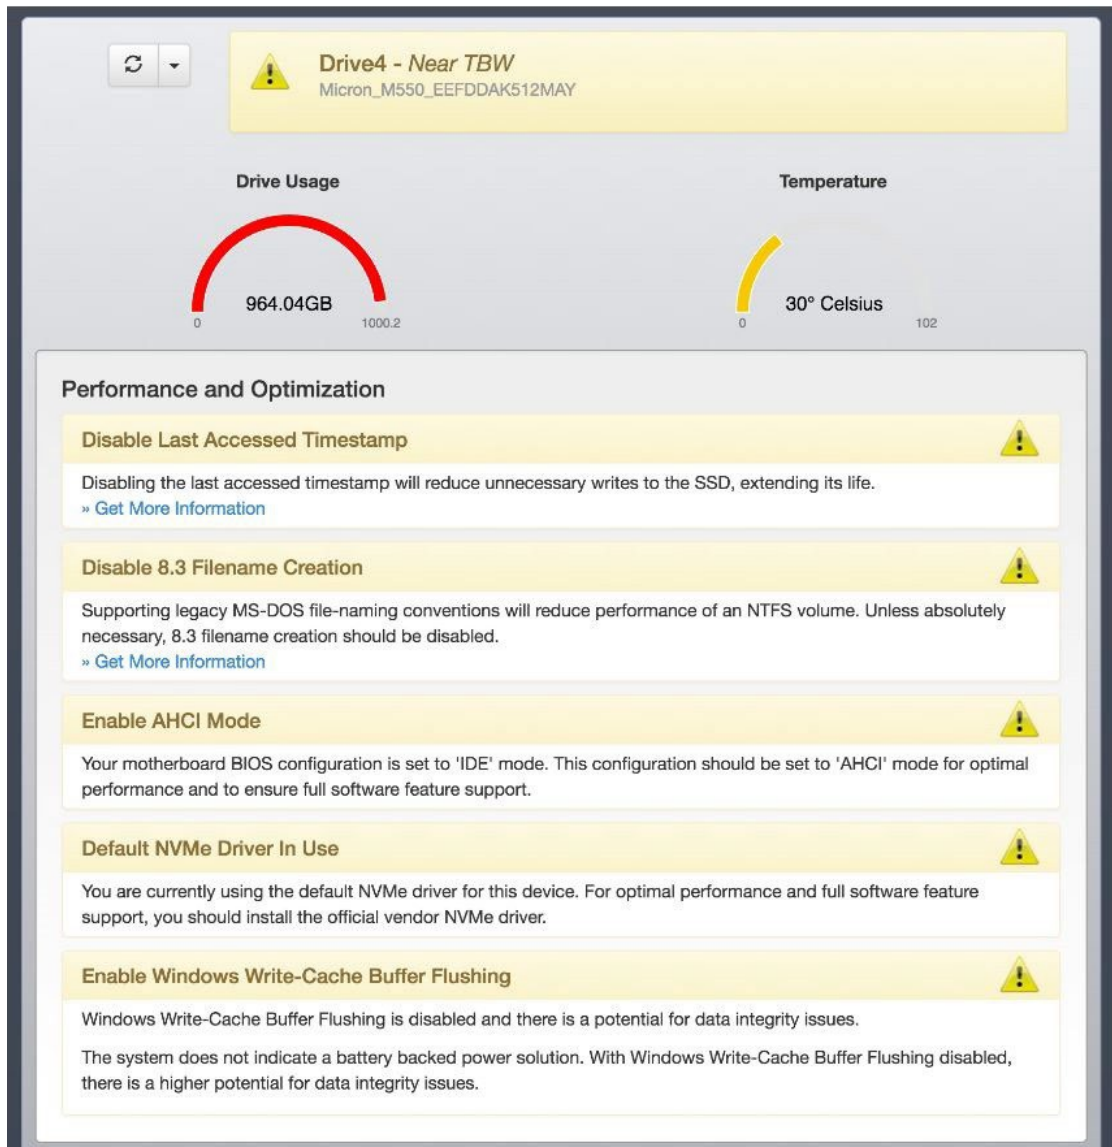 Drive4 - Near TBW
Micron_M550_EEFDDAK512MAY
Drive Usage
Temperature
964.04GB
0
1000.2
30° Celsius
0
102
Performance and Optimization
Disable Last Accessed Timestamp
Disabling the last accessed timestamp will reduce unnecessary writes to the SSD, extending its life.
» Get More Information
Disable 8.3 Filename Creation
Supporting legacy MS-DOS file-naming conventions will reduce performance of an NTFS volume. Unless absolutely
necessary, 8.3 filename creation should be disabled.
» Get More Information
Enable AHCI Mode
Your motherboard BIOS configuration is set to 'IDE' mode. This configuration should be set to 'AHCI' mode for optimal
performance and to ensure full software feature support.
Default NVMe Driver In Use
You are currently using the default NVMe driver for this device. For optimal performance and full software feature
support, you should install the official vendor NVMe driver.
Enable Windows Write-Cache Buffer Flushing
Windows Write-Cache Buffer Flushing is disabled and there is a potential for data integrity issues.
The system does not indicate a battery backed power solution. With Windows Write-Cache Buffer Flushing disabled,
there is a higher potential for data integrity issues.